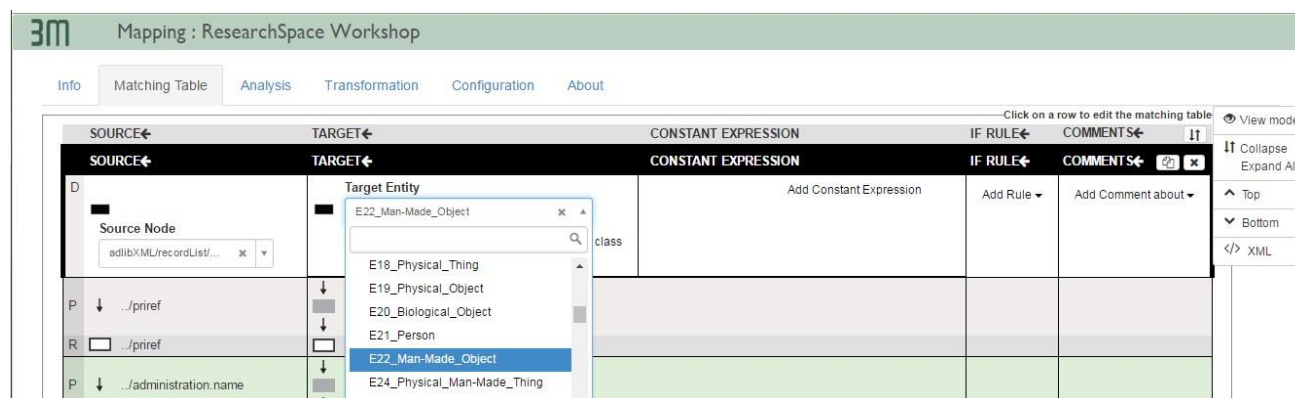 3M Mapping : ResearchSpace Workshop
Info Matching Table Analysis Transformation Configuration About
Click on a row to edit the matching table
SOURCE TARGET CONSTANT EXPRESSION IF RULE COMMENTS
View mode
SOURCE TARGET CONSTANT EXPRESSION IF RULE COMMENTS
Collapse
Expand Al
D Target Entity Add Constant Expression Add Rule Add Comment about
Top
E22_Man-Made_Object
Source Node
Bottom
adlibXML/recordList/...
class
XML
E18_Physical_Thing
E19_Physical_Object
P ../priref
E20_Biological_Object
E21_Person
R ../priref
E22_Man-Made_Object
P ../administration.name
E24_Physical_Man-Made_Thing